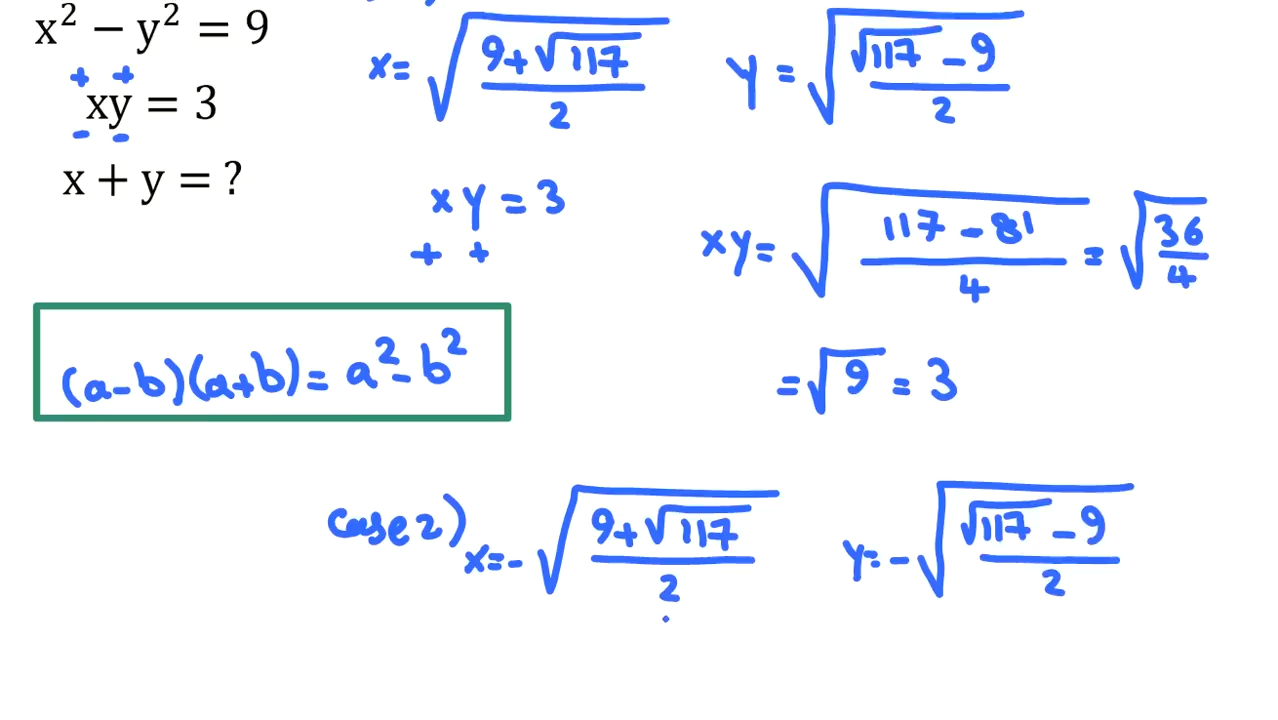 x² − y² = 9
+ +
xy = 3
- -
x + y = ?
x = √((9+√117)/2) y = √((√117 - 9)/2)
xy = 3
+ +
xy = √((117 - 81)/4) = √(36/4)
= √9 = 3
(a-b)(a+b) = a² - b²
Case 2) x = - √((9+√117)/2) y = - √((√117 - 9)/2)